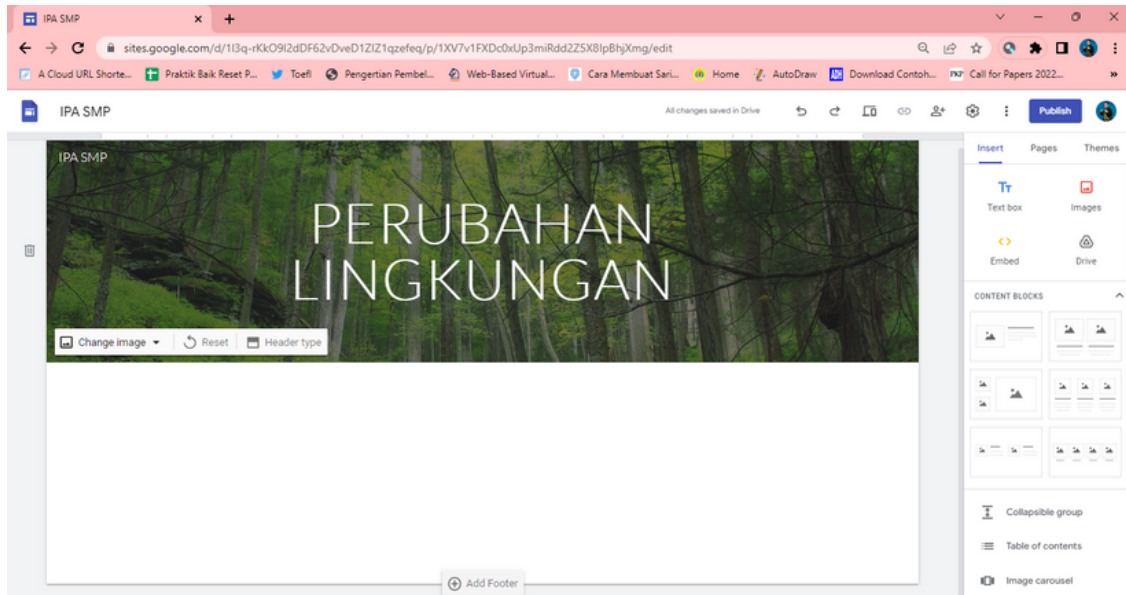 IPA SMP
sites.google.com/d/1l3q-rKkO9l2dDF62vDveD1ZIZ1qzefeq/p/1XV7v1FXDc0xUp3miRdd2Z5X8IpBhjXmg/edit
A Cloud URL Shorte... Praktik Baik Reset P... Toefl Pengertian Pembel... Web-Based Virtual... Cara Membuat Sari... Home AutoDraw Download Contoh... PKP Call for Papers 2022... »
IPA SMP All changes saved in Drive Publish
Insert Pages Themes
IPA SMP
PERUBAHAN
LINGKUNGAN
Change image Reset Header type
Add Footer
Text box Images
Embed Drive
CONTENT BLOCKS
Collapsible group
Table of contents
Image carousel